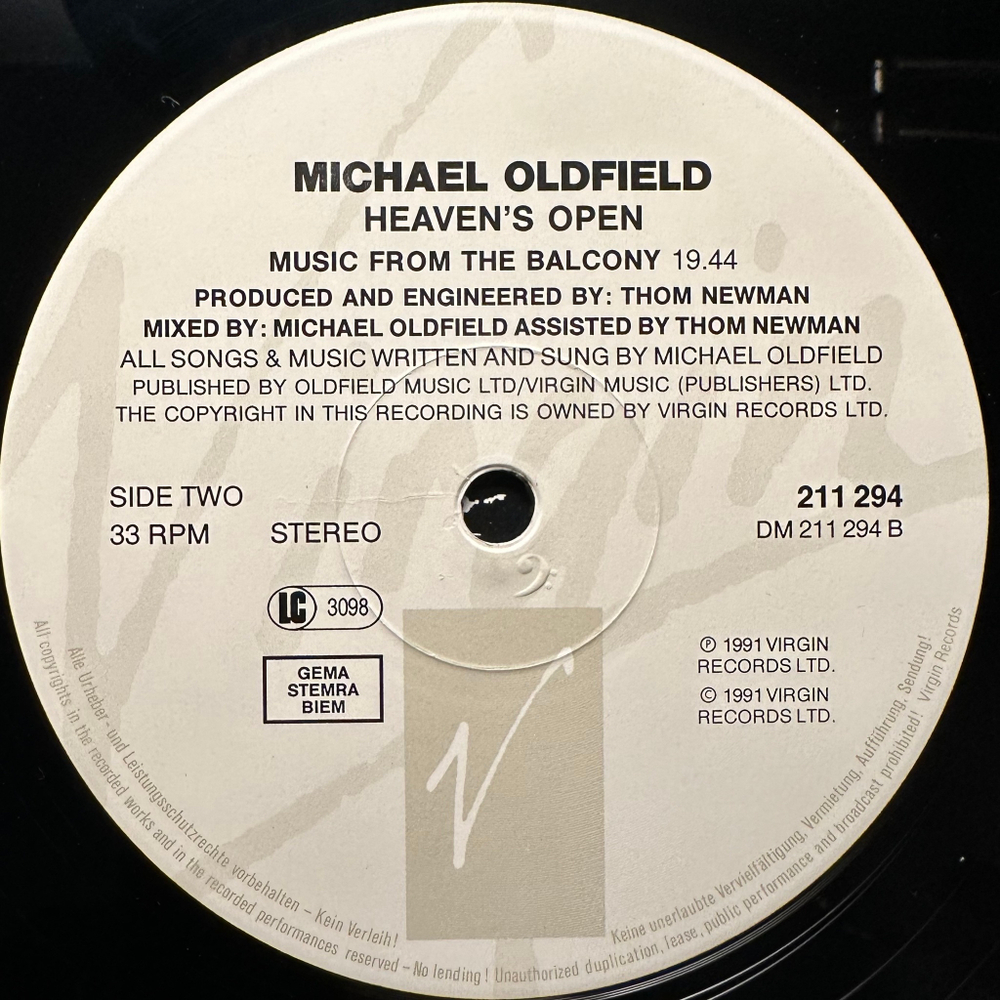 MICHAEL OLDFIELD
HEAVEN'S OPEN
MUSIC FROM THE BALCONY 19.44
PRODUCED AND ENGINEERED BY: THOM NEWMAN
MIXED BY: MICHAEL OLDFIELD ASSISTED BY THOM NEWMAN
ALL SONGS & MUSIC WRITTEN AND SUNG BY MICHAEL OLDFIELD
PUBLISHED BY OLDFIELD MUSIC LTD/VIRGIN MUSIC (PUBLISHERS) LTD.
THE COPYRIGHT IN THIS RECORDING IS OWNED BY VIRGIN RECORDS LTD.
SIDE TWO
33 RPM STEREO
211 294
DM 211 294 B
LC 3098
GEMA
STEMRA
BIEM
℗ 1991 VIRGIN
RECORDS LTD.
© 1991 VIRGIN
RECORDS LTD.
Alle Urheber- und Leistungsschutzrechte vorbehalten – Kein Verleih! Keine unerlaubte Vervielfältigung, Vermietung, Aufführung, Sendung!
All copyrights in the recorded works and in the recorded performances reserved – No lending! Unauthorized duplication, lease, public performance and broadcast prohibited! Virgin Records
Virgin
V